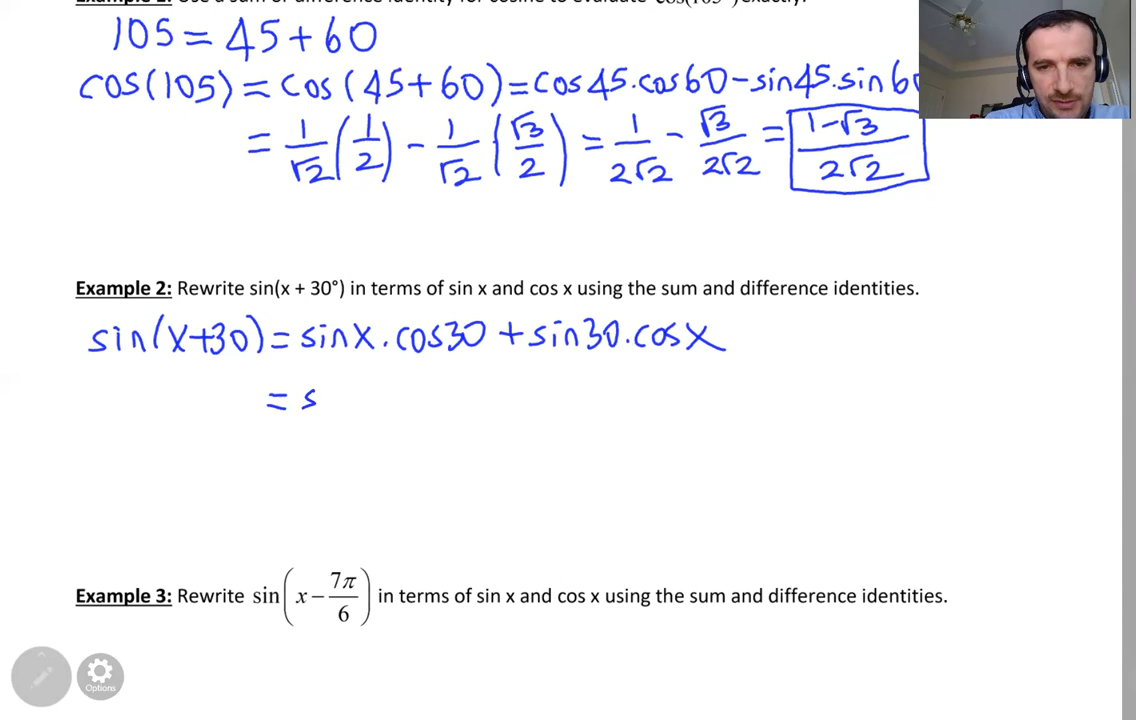 105 = 45 + 60
cos(105) = cos(45+60) = cos45.cos60 - sin45.sin60
= 1/√2 (1/2) - 1/√2 (√3/2) = 1/2√2 - √3/2√2 = 1-√3/2√2
Example 2: Rewrite sin(x + 30°) in terms of sin x and cos x using the sum and difference identities.
sin(x+30) = sinx.cos30 + sin30.cosx
= s
Example 3: Rewrite sin(x - 7π/6) in terms of sin x and cos x using the sum and difference identities.
Options